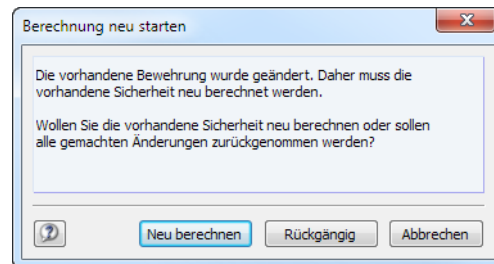 Berechnung neu starten
Die vorhandene Bewehrung wurde geändert. Daher muss die
vorhandene Sicherheit neu berechnet werden.
Wollen Sie die vorhandene Sicherheit neu berechnen oder sollen
alle gemachten Änderungen zurückgenommen werden?
Neu berechnen Rückgängig Abbrechen